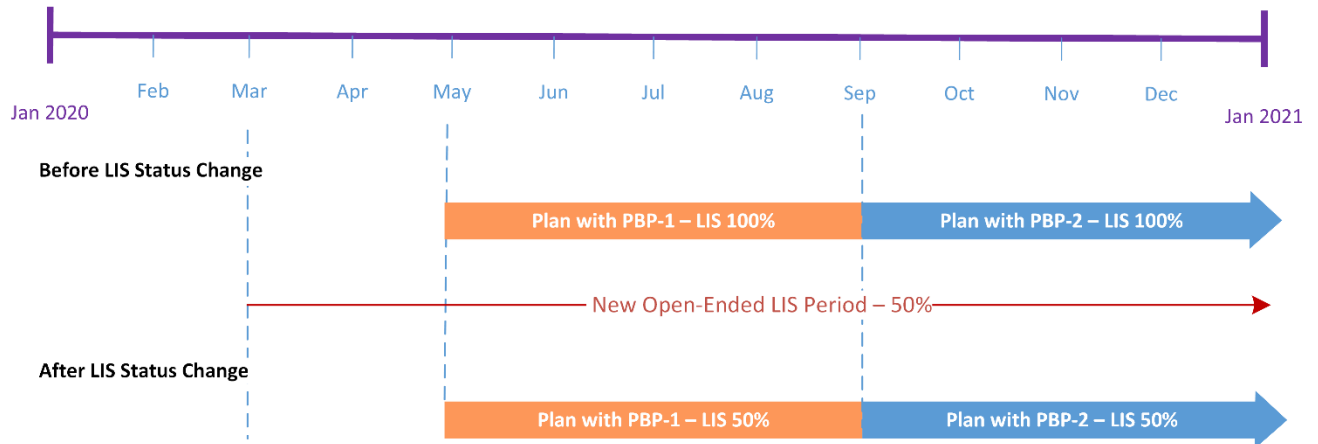 Feb Mar Apr May Jun Jul Aug Sep Oct Nov Dec
Jan 2020 Jan 2021
Before LIS Status Change
Plan with PBP-1 – LIS 100% Plan with PBP-2 – LIS 100%
New Open-Ended LIS Period – 50%
After LIS Status Change
Plan with PBP-1 – LIS 50% Plan with PBP-2 – LIS 50%